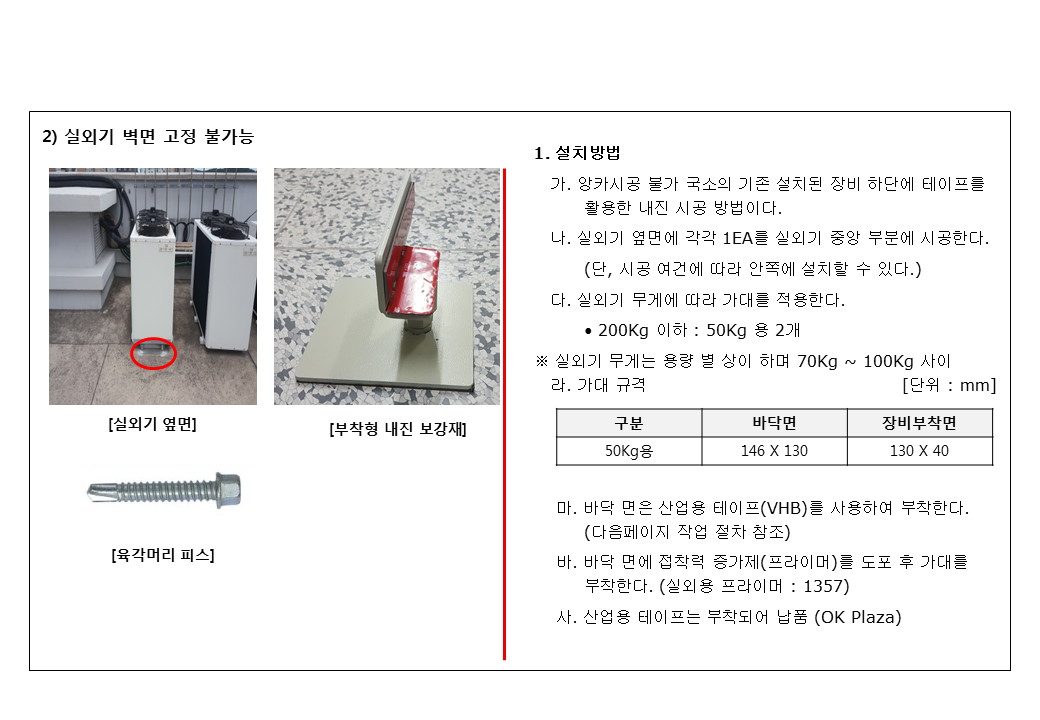 2) 실외기 벽면 고정 불가능
[실외기 옆면]
[부착형 내진 보강재]
[육각머리 피스]
1. 설치방법
가. 앙카시공 불가 국소의 기존 설치된 장비 하단에 테이프를
활용한 내진 시공 방법이다.
나. 실외기 옆면에 각각 1EA를 실외기 중앙 부분에 시공한다.
(단, 시공 여건에 따라 안쪽에 설치할 수 있다.)
다. 실외기 무게에 따라 가대를 적용한다.
• 200Kg 이하 : 50Kg 용 2개
※ 실외기 무게는 용량 별 상이 하며 70Kg ~ 100Kg 사이
라. 가대 규격 [단위 : mm]
구분 바닥면 장비부착면
50Kg용 146 X 130 130 X 40
마. 바닥 면은 산업용 테이프(VHB)를 사용하여 부착한다.
(다음페이지 작업 절차 참조)
바. 바닥 면에 접착력 증가제(프라이머)를 도포 후 가대를
부착한다. (실외용 프라이머 : 1357)
사. 산업용 테이프는 부착되어 납품 (OK Plaza)